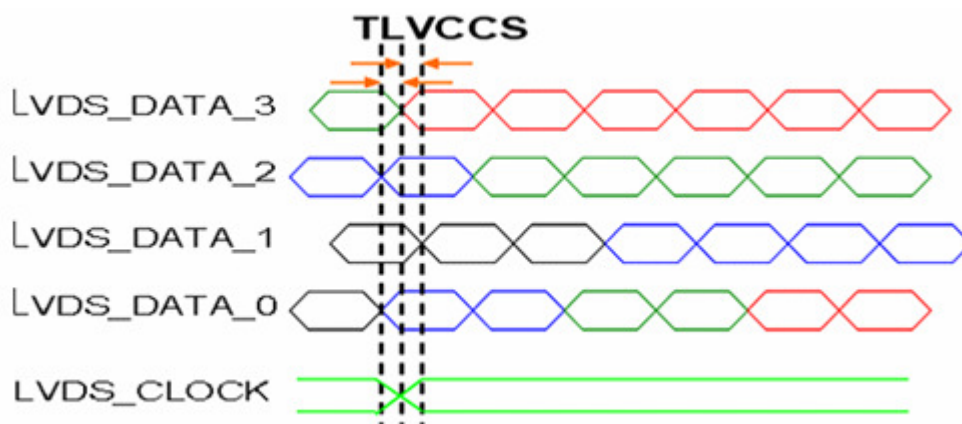 TLVCCS
LVDS_DATA_3
LVDS_DATA_2
LVDS_DATA_1
LVDS_DATA_0
LVDS_CLOCK